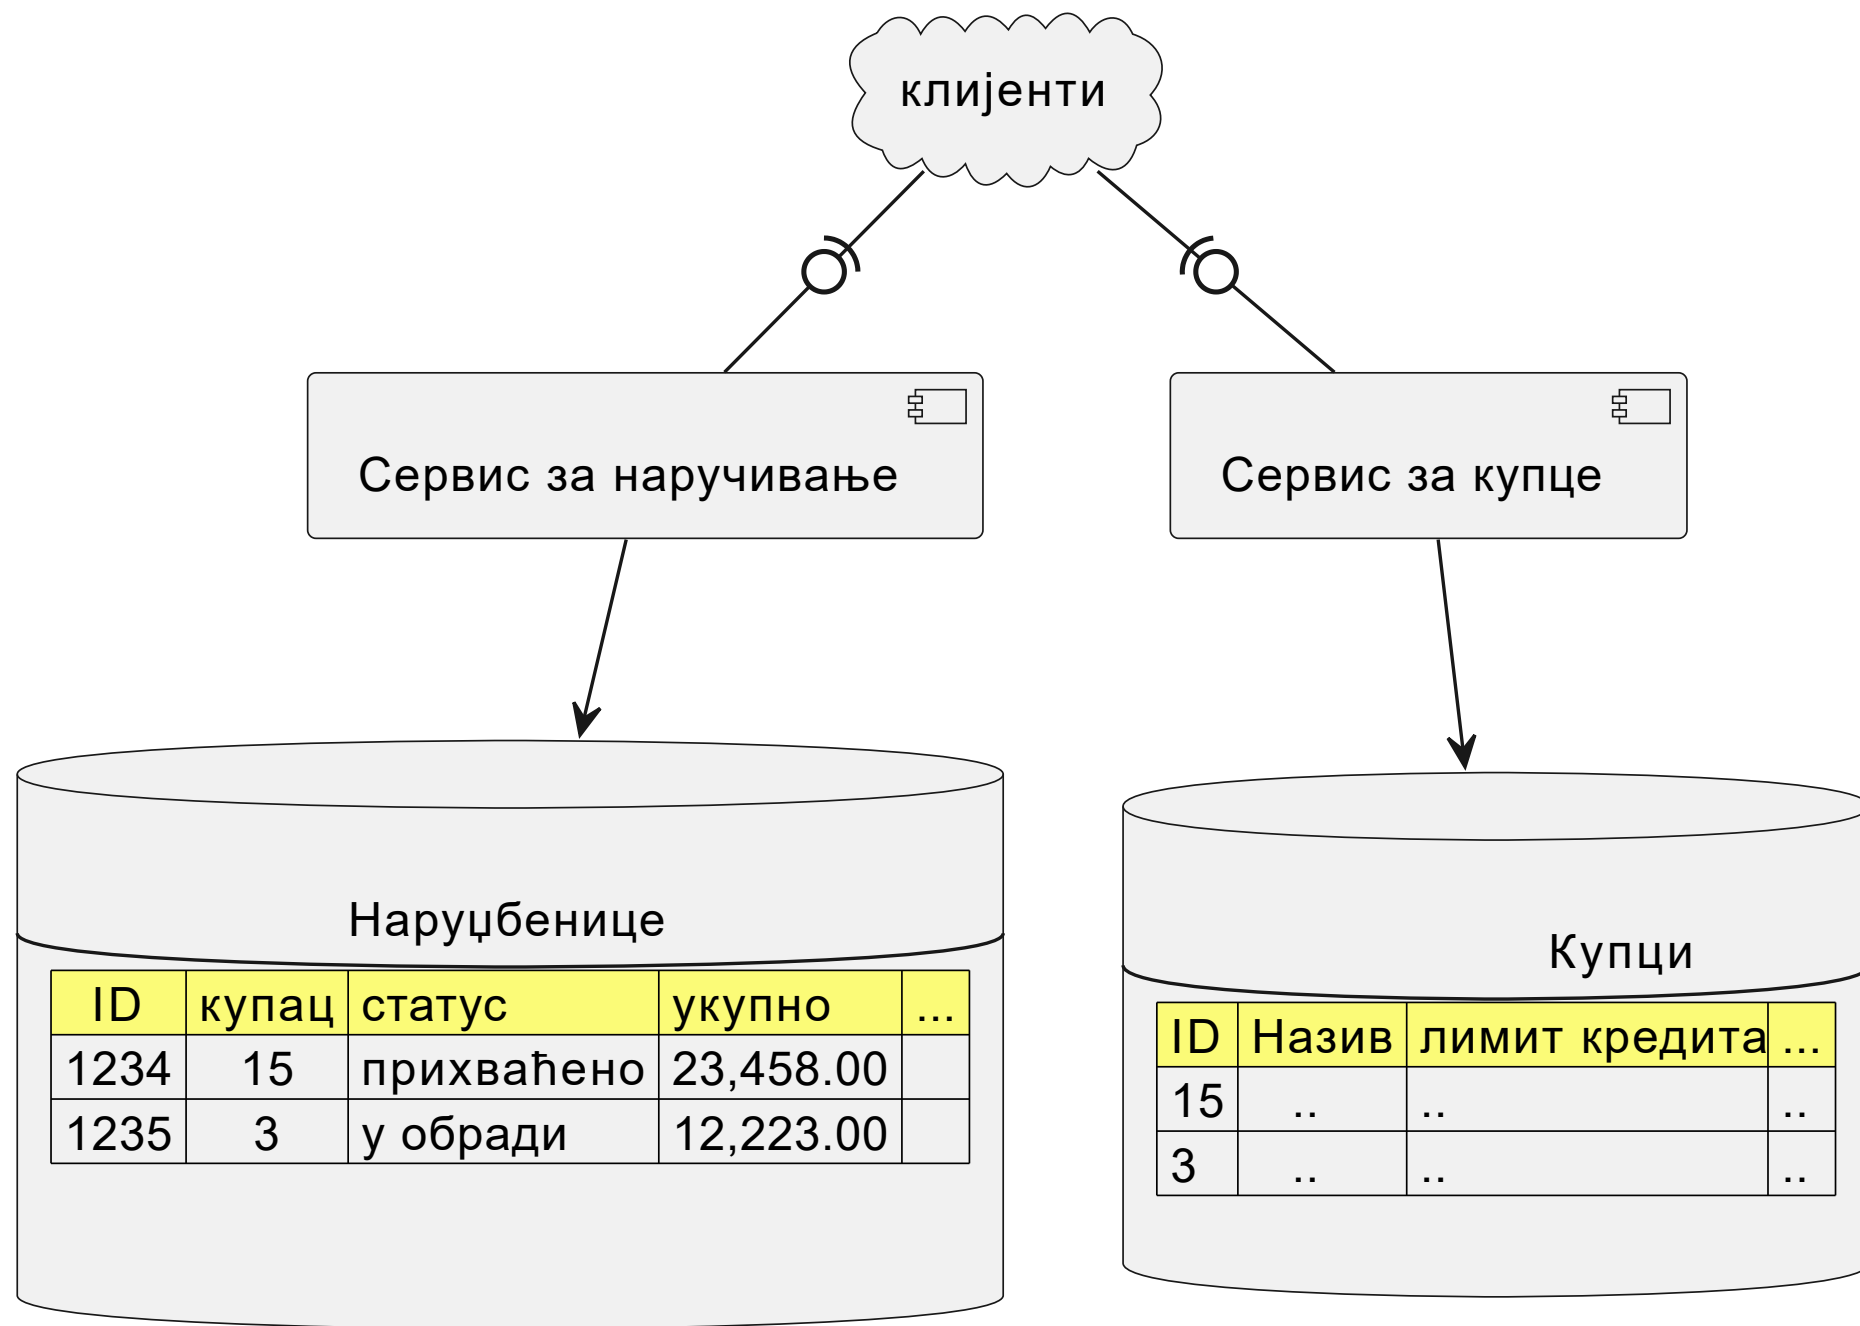 клијенти
Сервис за наручивање
Сервис за купце
Наруџбенице
ID купац статус укупно ...
1234 15 прихваћено 23,458.00
1235 3 у обради 12,223.00
Купци
ID Назив лимит кредита ...
15 .. .. ..
3 .. .. ..